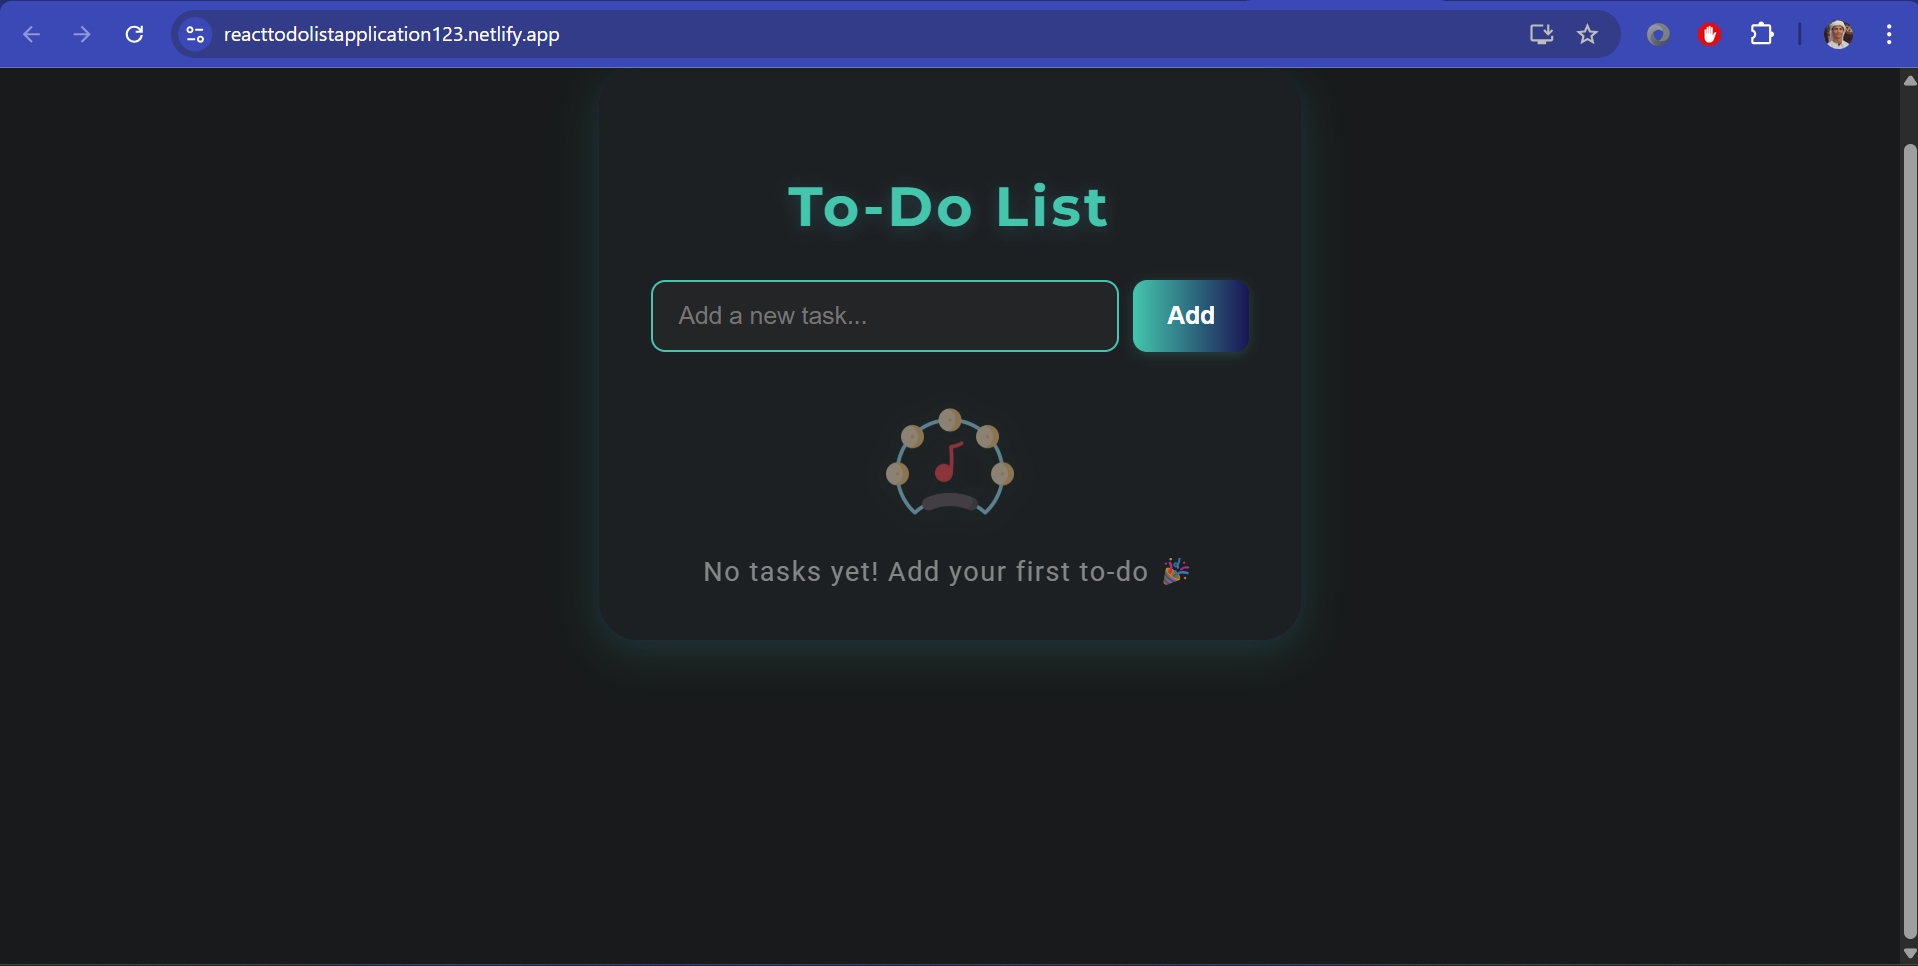 reacttodolistapplication123.netlify.app
To-Do List
Add a new task...
Add
No tasks yet! Add your first to-do 🎉